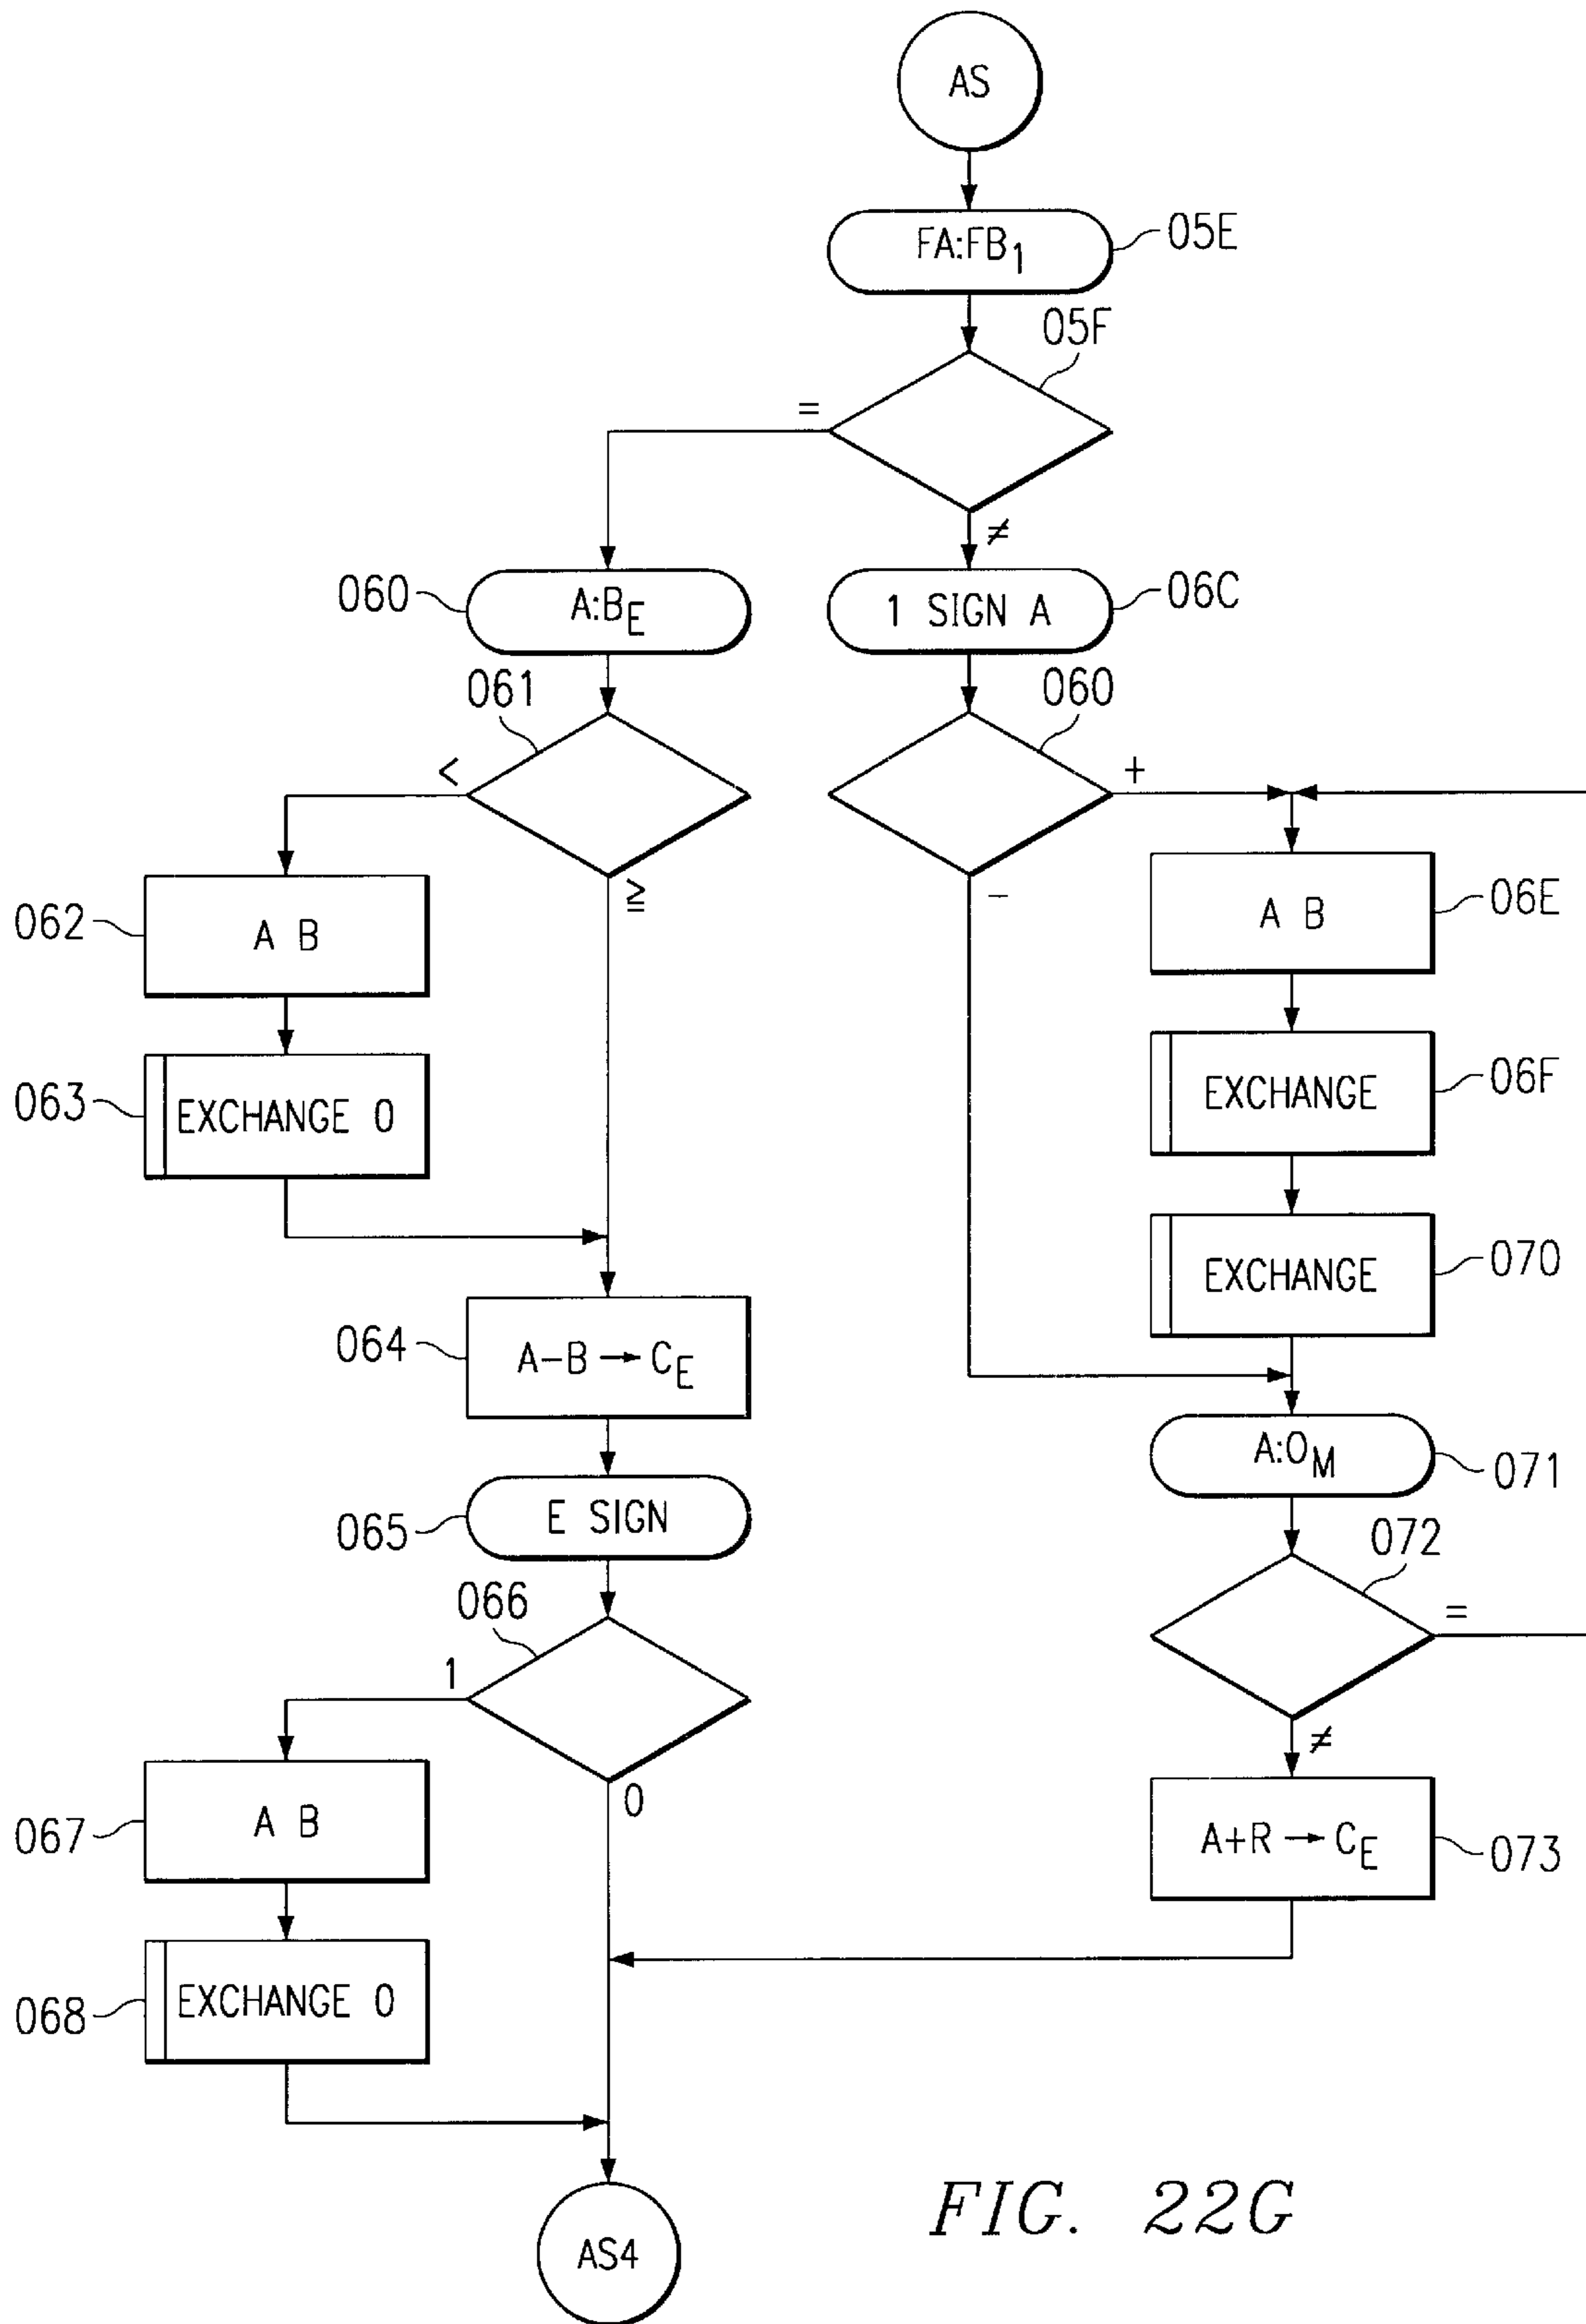 AS
FA:FB1
05E
05F
=
≠
060
A:BE
1 SIGN A
06C
061
<
≧
060
+
−
062
A B
A B
06E
063
EXCHANGE 0
EXCHANGE
06F
EXCHANGE
070
064
A−B → CE
A:0M
071
065
E SIGN
066
1
0
072
=
≠
067
A B
A+R → CE
073
068
EXCHANGE 0
AS4
FIG. 22G